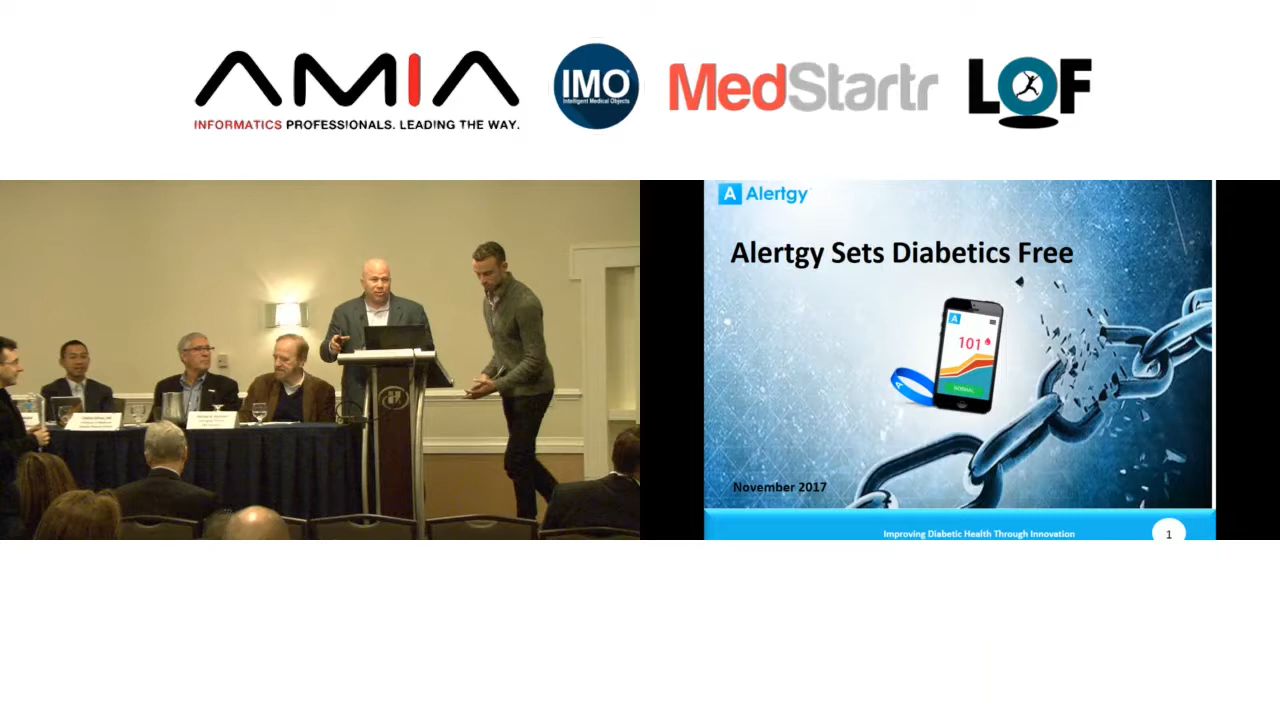 AMIA
INFORMATICS PROFESSIONALS. LEADING THE WAY.
IMO
Intelligent Medical Objects
MedStartr
LOF
A Alertgy
Alertgy Sets Diabetics Free
A
101
NORMAL
A
November 2017
Improving Diabetic Health Through Innovation
1